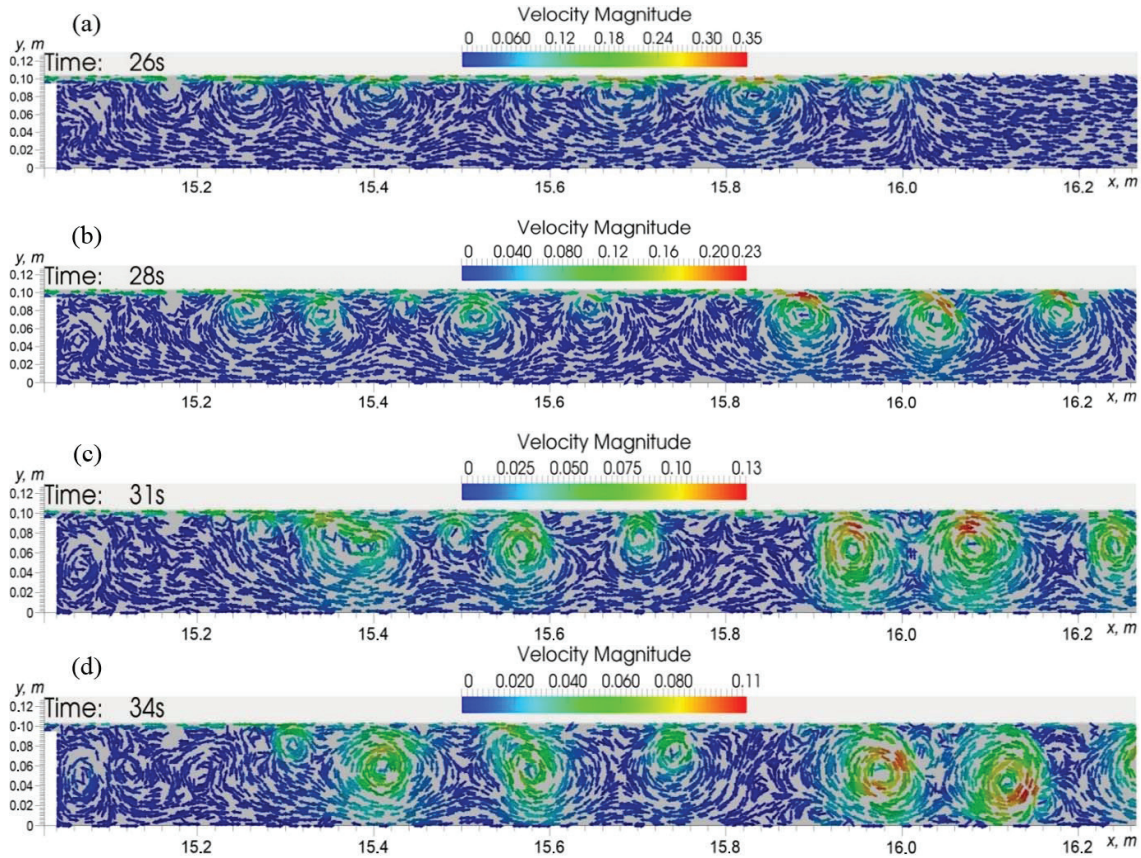 (a)
Velocity Magnitude
0 0.060 0.12 0.18 0.24 0.30 0.35
y, m
Time: 26s
0.12
0.10
0.08
0.06
0.04
0.02
0
15.2 15.4 15.6 15.8 16.0 16.2 x, m
(b)
Velocity Magnitude
0 0.040 0.080 0.12 0.16 0.20 0.23
y, m
Time: 28s
0.12
0.10
0.08
0.06
0.04
0.02
0
15.2 15.4 15.6 15.8 16.0 16.2 x, m
(c)
Velocity Magnitude
0 0.025 0.050 0.075 0.10 0.13
y, m
Time: 31s
0.12
0.10
0.08
0.06
0.04
0.02
0
15.2 15.4 15.6 15.8 16.0 16.2 x, m
(d)
Velocity Magnitude
0 0.020 0.040 0.060 0.080 0.11
y, m
Time: 34s
0.12
0.10
0.08
0.06
0.04
0.02
0
15.2 15.4 15.6 15.8 16.0 16.2 x, m